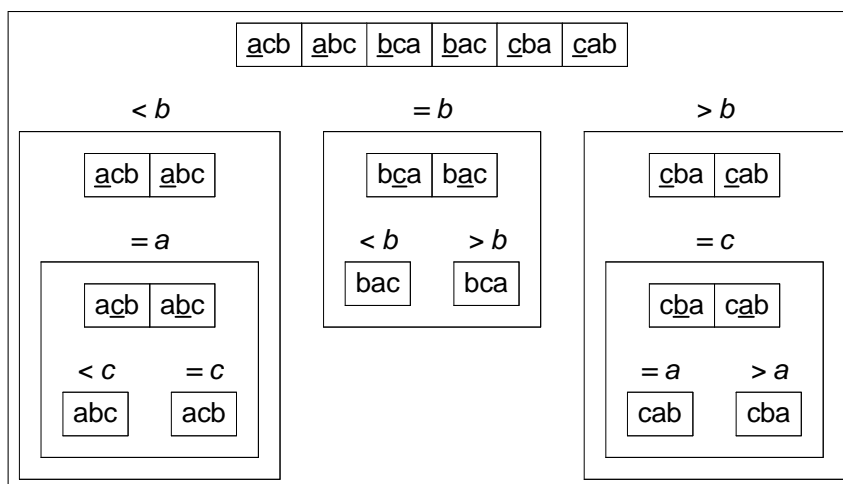 acb abc bca bac cba cab
< b = b > b
acb abc bca bac cba cab
= a < b > b = c
bac bca
acb abc cba cab
< c = c = a > a
abc acb cab cba